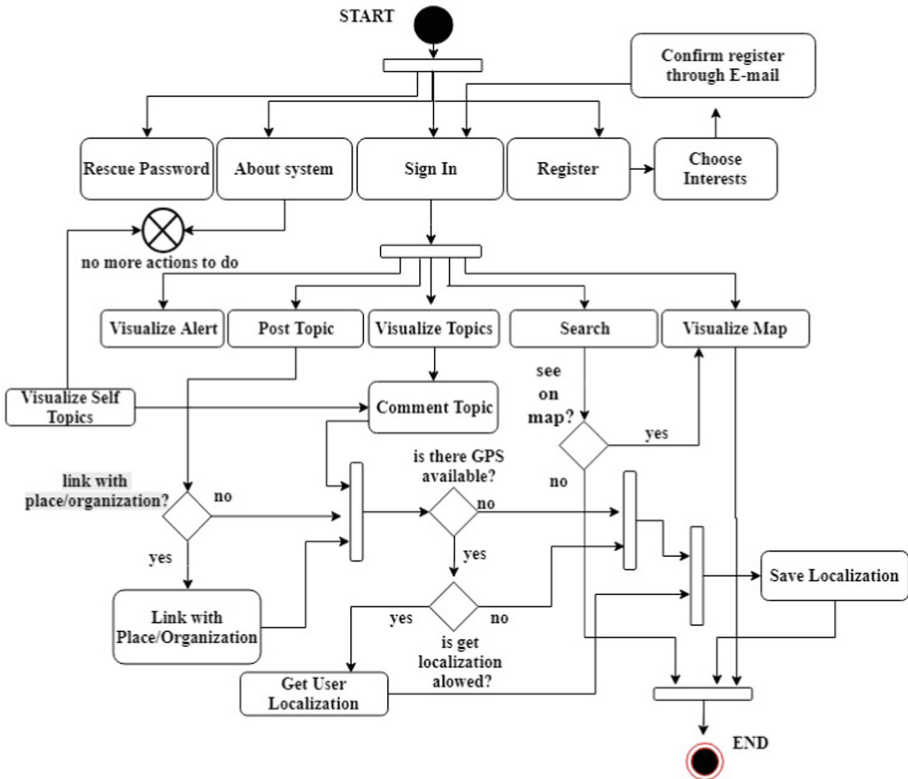 START
Confirm register
through E-mail
Rescue Password
About system
Sign In
Register
Choose
Interests
no more actions to do
Visualize Alert
Post Topic
Visualize Topics
Search
Visualize Map
see
on
map?
Visualize Self
Topics
Comment Topic
yes
is there GPS
available?
link with
place/organization?
no
no
no
yes
yes
Save Localization
Link with
Place/Organization
yes
no
is get
localization
alowed?
Get User
Localization
END